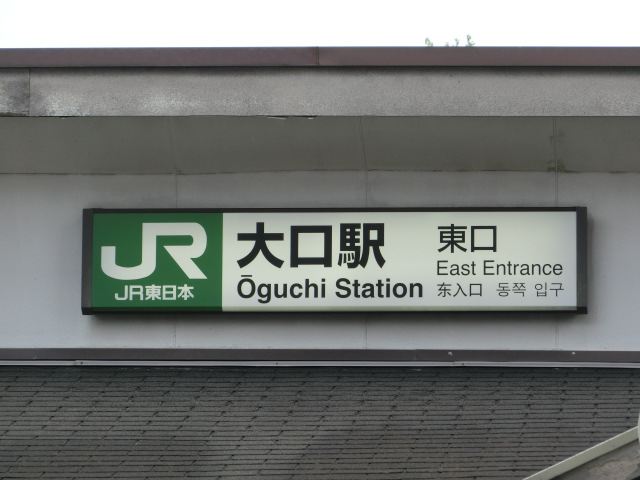 JR
JR東日本
大口駅
Ōguchi Station
東口
East Entrance
东入口 동쪽 입구